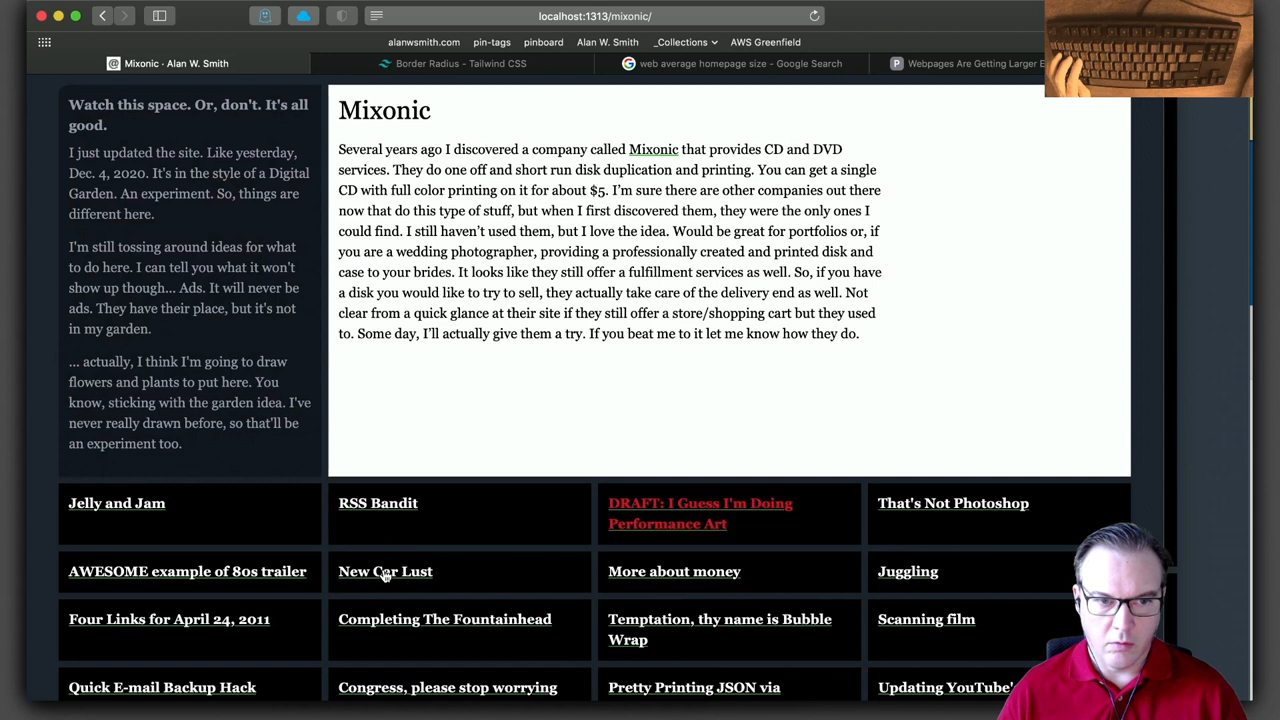 localhost:1313/mixonic/
alanwsmith.com pin-tags pinboard Alan W. Smith _Collections AWS Greenfield
Mixonic · Alan W. Smith
Border Radius - Tailwind CSS
web average homepage size - Google Search
Webpages Are Getting Larger E
Watch this space. Or, don't. It's all
good.
I just updated the site. Like yesterday,
Dec. 4, 2020. It's in the style of a Digital
Garden. An experiment. So, things are
different here.
I'm still tossing around ideas for what
to do here. I can tell you what it won't
show up though... Ads. It will never be
ads. They have their place, but it's not
in my garden.
... actually, I think I'm going to draw
flowers and plants to put here. You
know, sticking with the garden idea. I've
never really drawn before, so that'll be
an experiment too.
Mixonic
Several years ago I discovered a company called Mixonic that provides CD and DVD
services. They do one off and short run disk duplication and printing. You can get a single
CD with full color printing on it for about $5. I'm sure there are other companies out there
now that do this type of stuff, but when I first discovered them, they were the only ones I
could find. I still haven't used them, but I love the idea. Would be great for portfolios or, if
you are a wedding photographer, providing a professionally created and printed disk and
case to your brides. It looks like they still offer a fulfillment services as well. So, if you have
a disk you would like to try to sell, they actually take care of the delivery end as well. Not
clear from a quick glance at their site if they still offer a store/shopping cart but they used
to. Some day, I'll actually give them a try. If you beat me to it let me know how they do.
Jelly and Jam
RSS Bandit
DRAFT: I Guess I'm Doing
Performance Art
That's Not Photoshop
AWESOME example of 80s trailer
New Car Lust
More about money
Juggling
Four Links for April 24, 2011
Completing The Fountainhead
Temptation, thy name is Bubble
Wrap
Scanning film
Quick E-mail Backup Hack
Congress, please stop worrying
Pretty Printing JSON via
Updating YouTube'